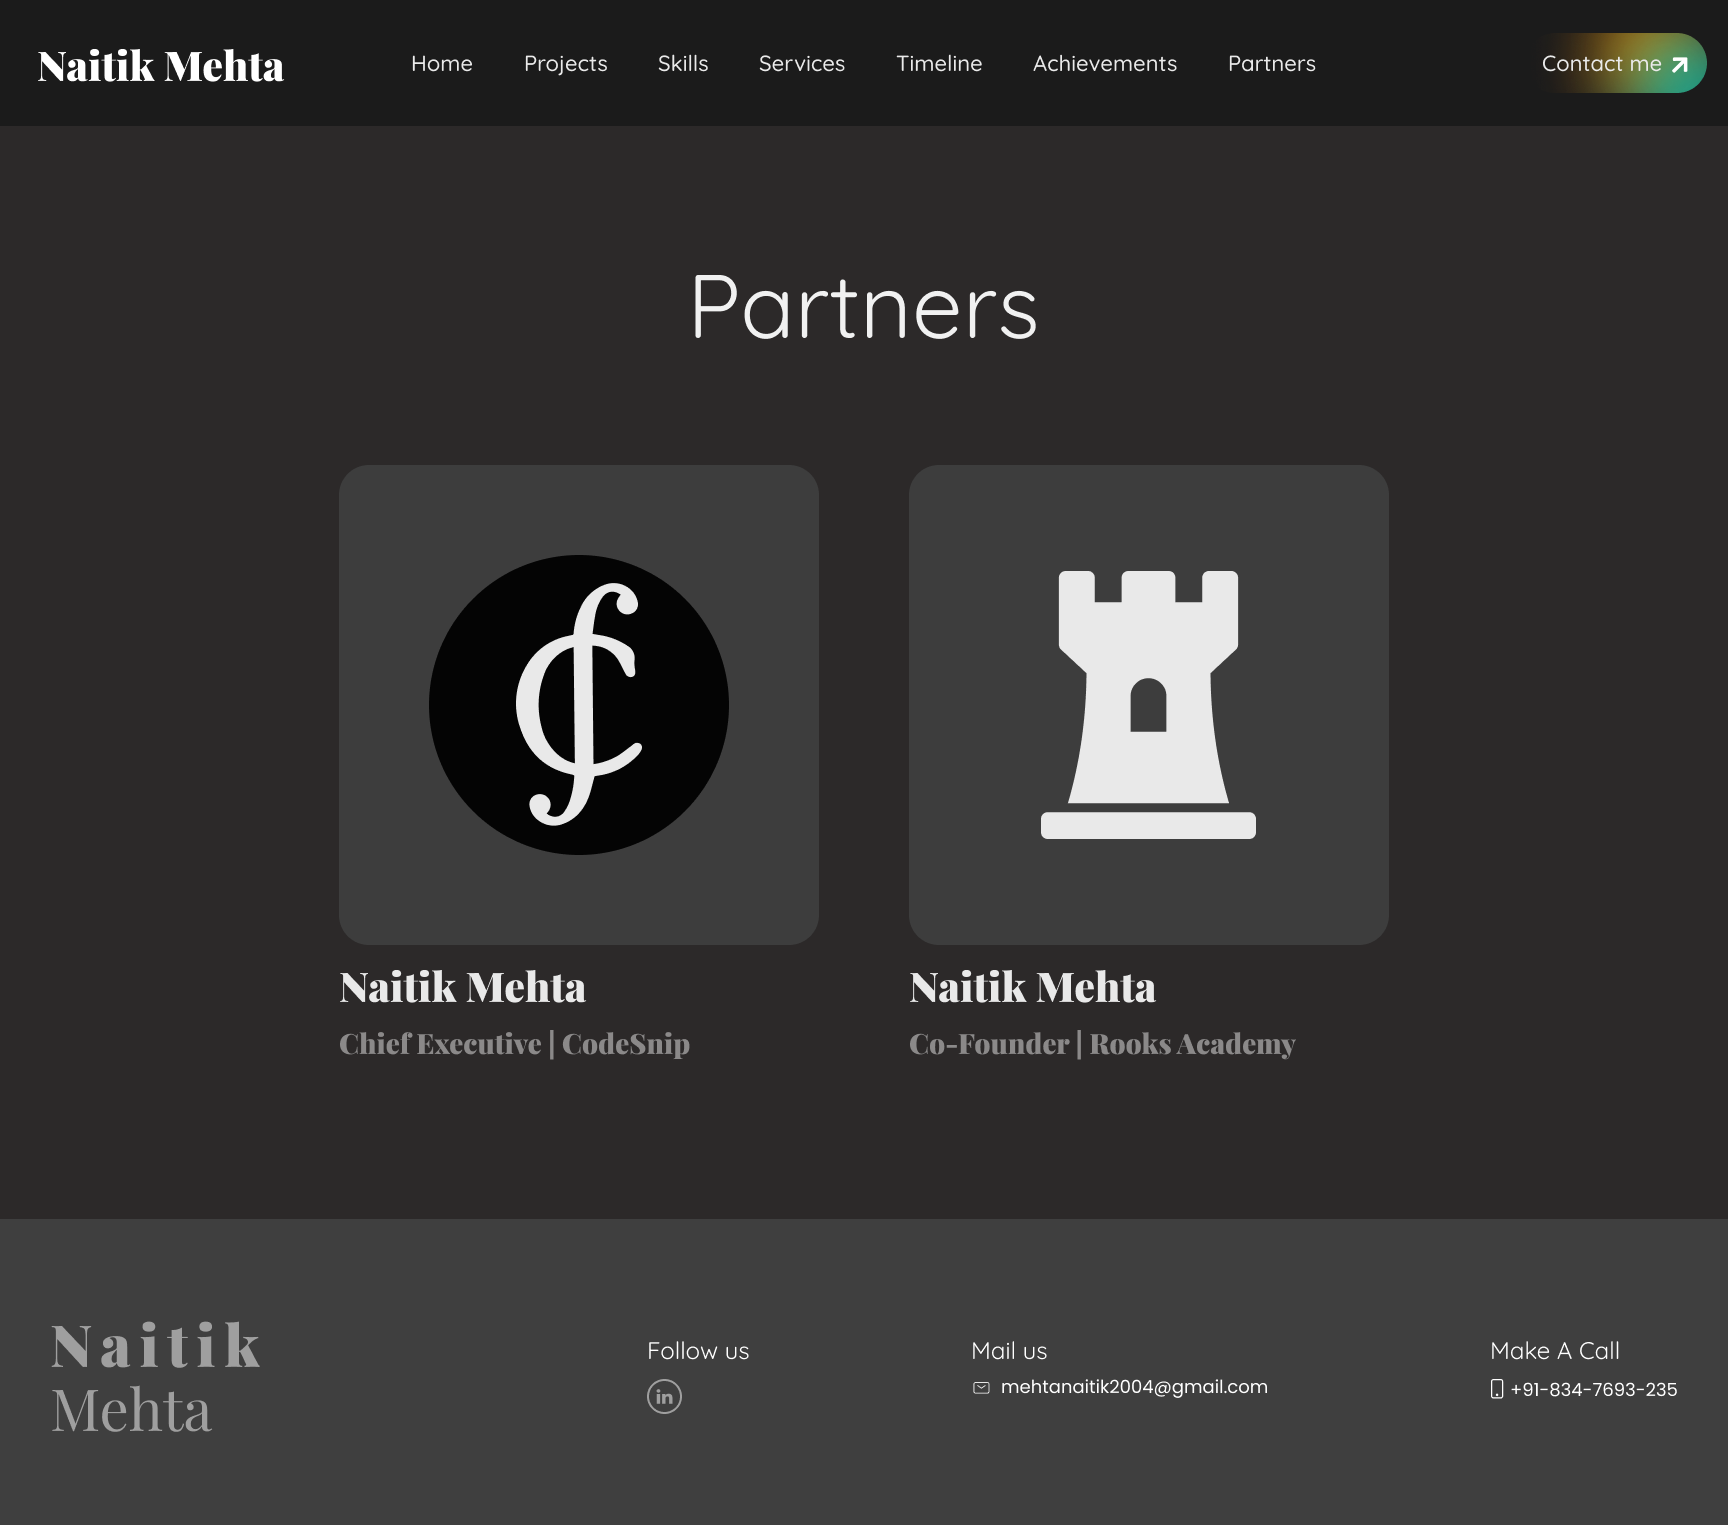 Naitik Mehta
Home Projects Skills Services Timeline Achievements Partners
Contact me
Partners
Naitik Mehta
Chief Executive | CodeSnip
Naitik Mehta
Co-Founder | Rooks Academy
Naitik
Mehta
Follow us
in
Mail us
mehtanaitik2004@gmail.com
Make A Call
+91-834-7693-235